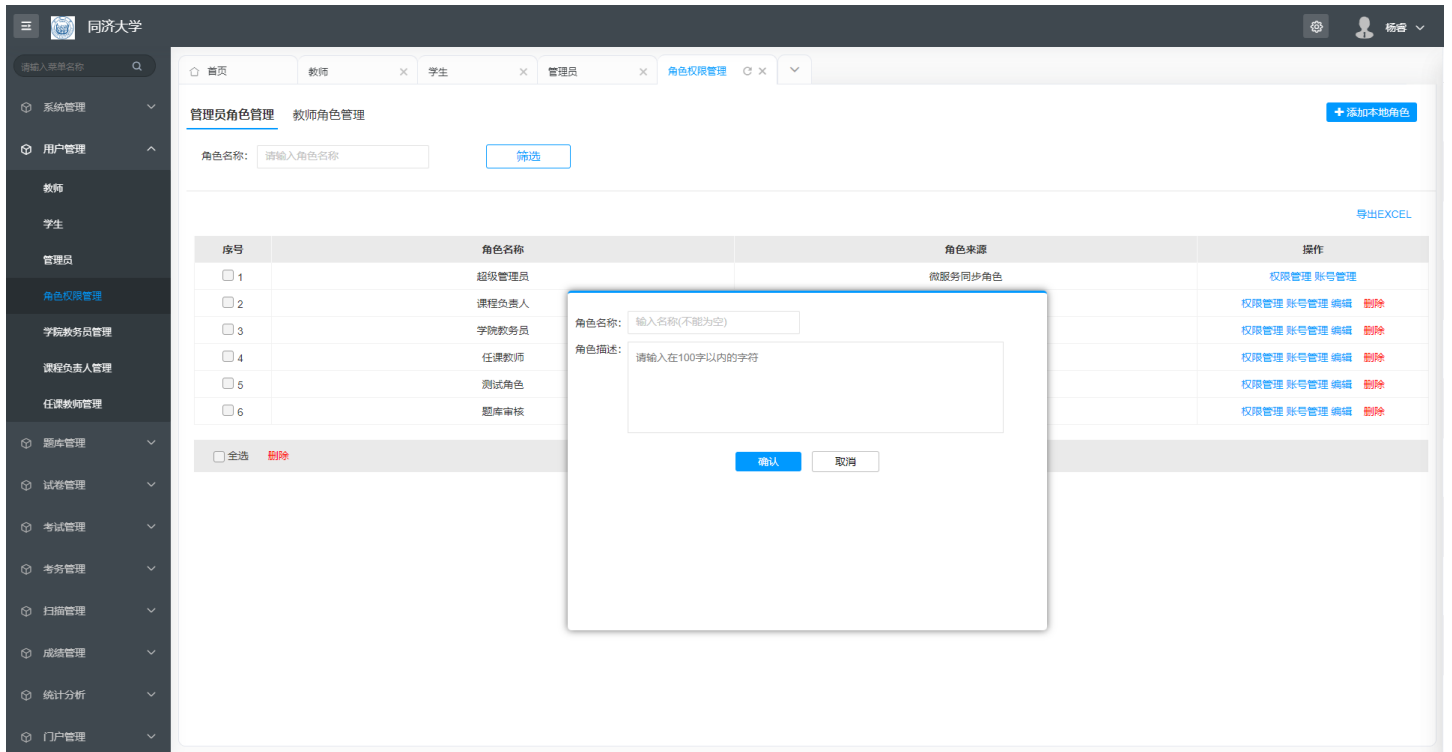 同济大学
杨睿
请输入菜单名称
首页 教师 学生 管理员 角色权限管理
系统管理
用户管理
教师
学生
管理员
角色权限管理
学院教务员管理
课程负责人管理
任课教师管理
题库管理
试卷管理
考试管理
考务管理
扫描管理
成绩管理
统计分析
门户管理
管理员角色管理 教师角色管理
添加本地角色
角色名称： 请输入角色名称 筛选
导出EXCEL
序号 角色名称 角色来源 操作
1 超级管理员 微服务同步角色 权限管理 账号管理
2 课程负责人 权限管理 账号管理 编辑 删除
3 学院教务员 权限管理 账号管理 编辑 删除
4 任课教师 权限管理 账号管理 编辑 删除
5 测试角色 权限管理 账号管理 编辑 删除
6 题库审核 权限管理 账号管理 编辑 删除
全选 删除
角色名称： 输入名称(不能为空)
角色描述： 请输入在100字以内的字符
确认 取消